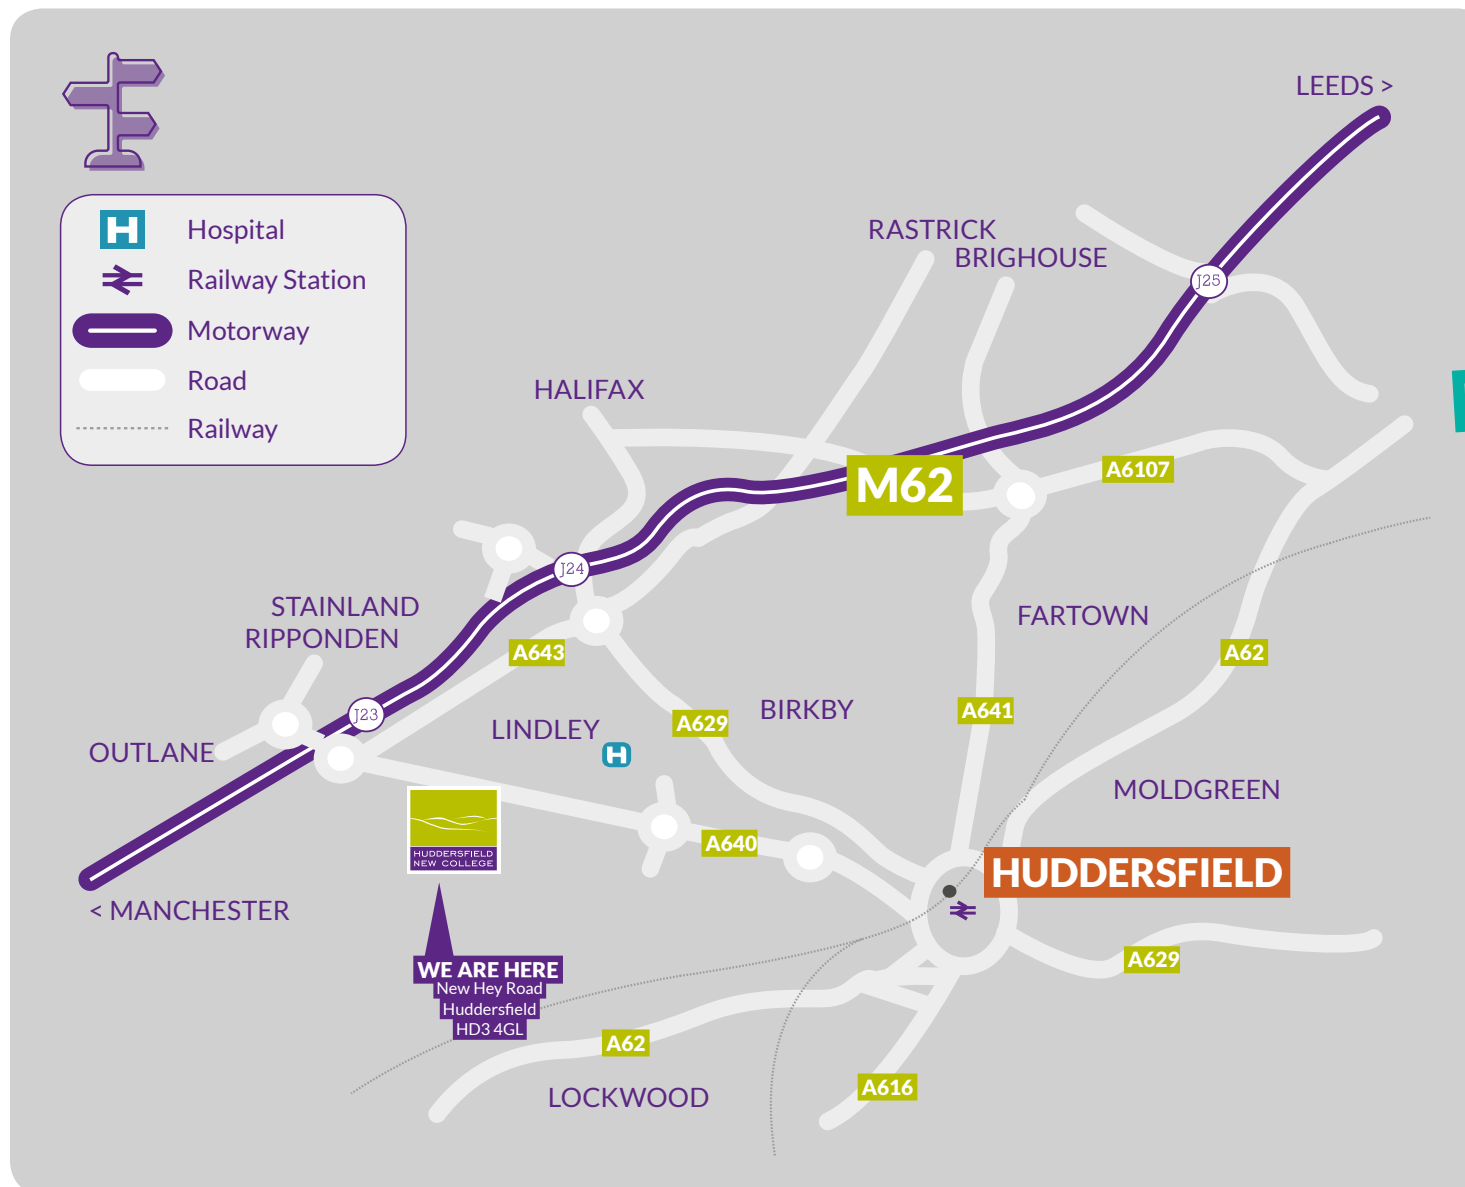 LEEDS >
H Hospital
Railway Station
Motorway
Road
Railway
RASTRICK
BRIGHOUSE
J25
HALIFAX
M62
A6107
J24
STAINLAND
RIPPONDEN
FARTOWN
A643
A62
J23
LINDLEY
H
A629
BIRKBY
A641
OUTLANE
MOLDGREEN
A640
HUDDERSFIELD
NEW COLLEGE
HUDDERSFIELD
< MANCHESTER
WE ARE HERE
New Hey Road
Huddersfield
HD3 4GL
A629
A62
A616
LOCKWOOD